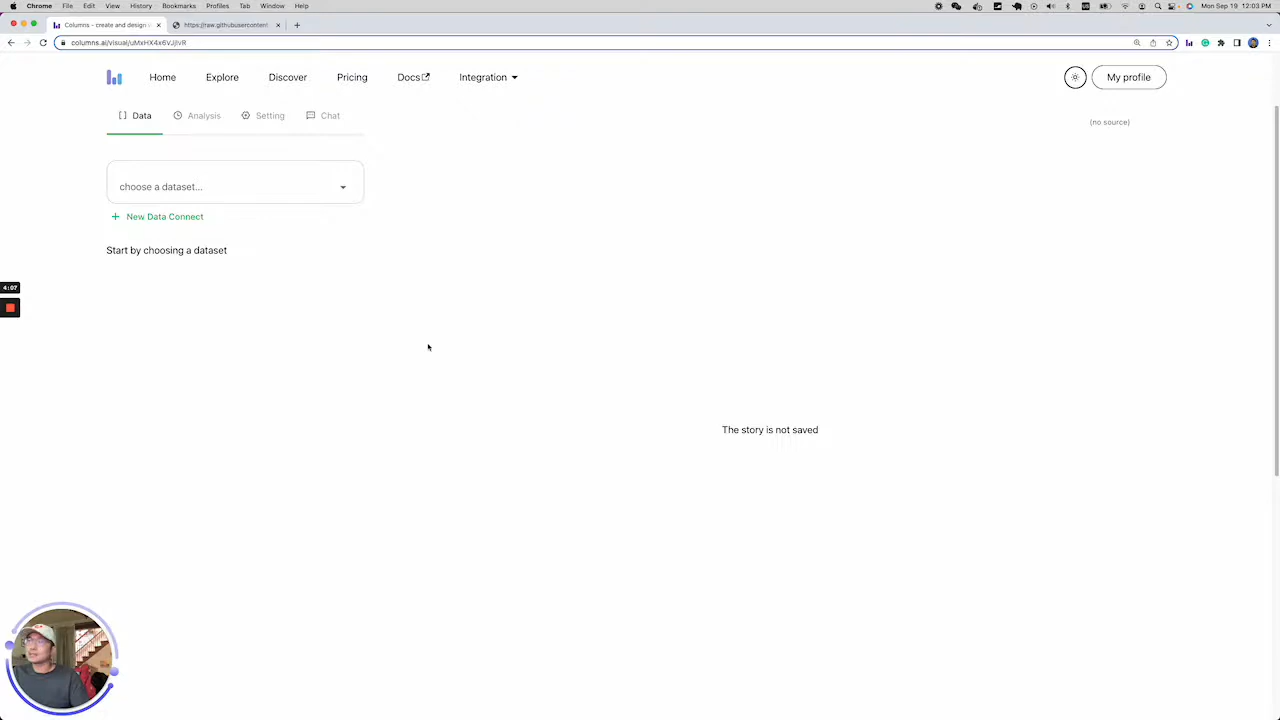 Chrome File Edit View History Bookmarks Profiles Tab Window Help Mon Sep 19 12:03 PM
Columns - create and design v
https://raw.githubusercontent
columns.ai/visual/uMxHX4x6VJjIvR
Home Explore Discover Pricing Docs Integration My profile
Data Analysis Setting Chat
(no source)
choose a dataset...
+ New Data Connect
Start by choosing a dataset
4:07
The story is not saved